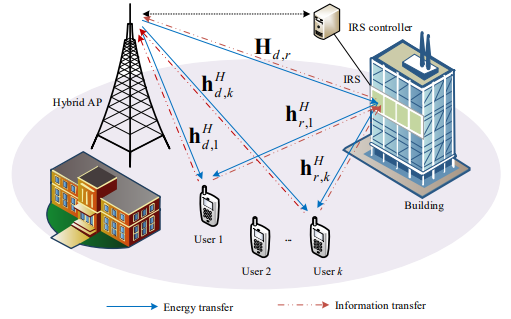 IRS controller
H_{d,r}
IRS
Hybrid AP
h^H_{d,k}
h^H_{r,1}
h^H_{d,1}
h^H_{r,k}
Building
User 1
User 2
...
User k
Energy transfer
Information transfer